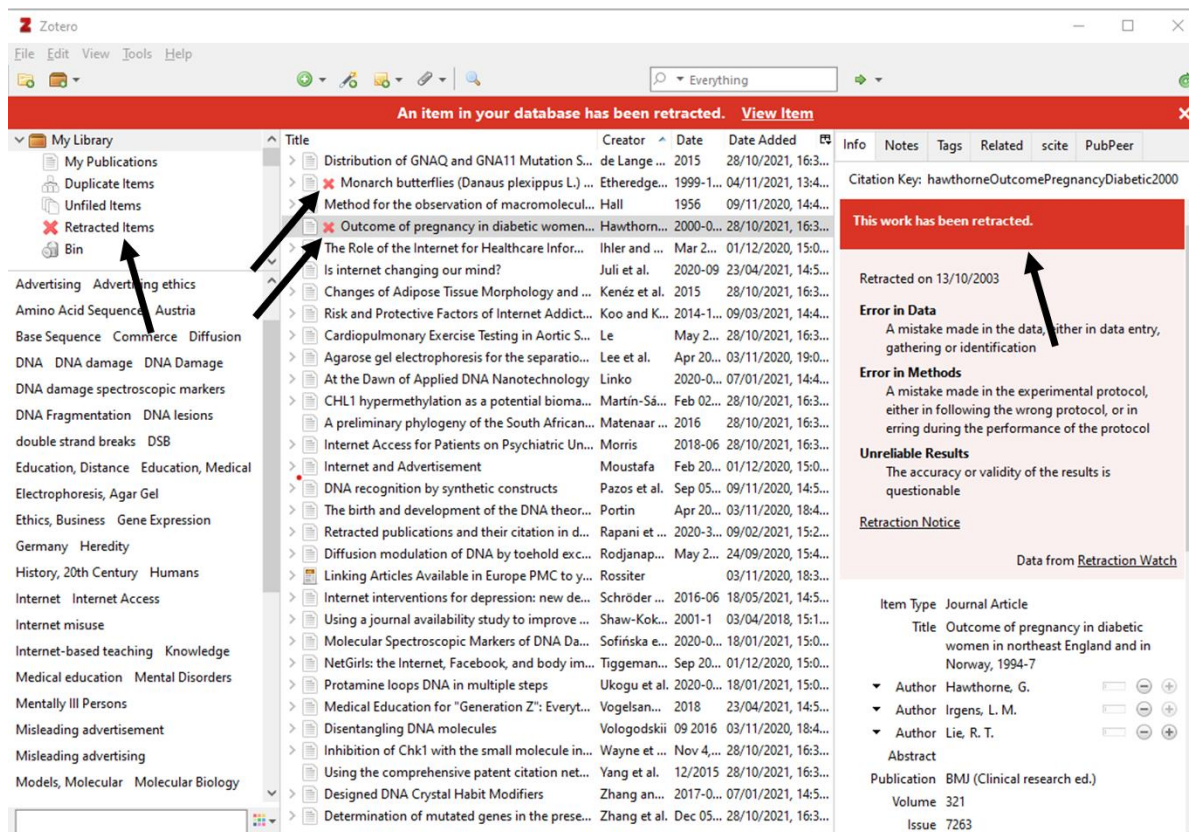 Zotero
File Edit View Tools Help
Everything
An item in your database has been retracted. View Item
My Library
My Publications
Duplicate Items
Unfiled Items
Retracted Items
Bin
Advertising Advertising ethics
Amino Acid Sequence Austria
Base Sequence Commerce Diffusion
DNA DNA damage DNA Damage
DNA damage spectroscopic markers
DNA Fragmentation DNA lesions
double strand breaks DSB
Education, Distance Education, Medical
Electrophoresis, Agar Gel
Ethics, Business Gene Expression
Germany Heredity
History, 20th Century Humans
Internet Internet Access
Internet misuse
Internet-based teaching Knowledge
Medical education Mental Disorders
Mentally Ill Persons
Misleading advertisement
Misleading advertising
Models, Molecular Molecular Biology
Title Creator Date Date Added
Distribution of GNAQ and GNA11 Mutation S... de Lange ... 2015 28/10/2021, 16:3...
Monarch butterflies (Danaus plexippus L.) ... Etheredge... 1999-1... 04/11/2021, 13:4...
Method for the observation of macromolecul... Hall 1956 09/11/2020, 14:4...
Outcome of pregnancy in diabetic women... Hawthorn... 2000-0... 28/10/2021, 16:3...
The Role of the Internet for Healthcare Infor... Ihler and ... Mar 2... 01/12/2020, 15:0...
Is internet changing our mind? Juli et al. 2020-09 23/04/2021, 14:5...
Changes of Adipose Tissue Morphology and ... Kenéz et al. 2015 28/10/2021, 16:3...
Risk and Protective Factors of Internet Addict... Koo and K... 2014-1... 09/03/2021, 14:4...
Cardiopulmonary Exercise Testing in Aortic S... Le May 2... 28/10/2021, 16:3...
Agarose gel electrophoresis for the separatio... Lee et al. Apr 20... 03/11/2020, 19:0...
At the Dawn of Applied DNA Nanotechnology Linko 2020-0... 07/01/2021, 14:4...
CHL1 hypermethylation as a potential bioma... Martín-Sá... Feb 02... 28/10/2021, 16:3...
A preliminary phylogeny of the South African... Matenaar ... 2016 28/10/2021, 16:3...
Internet Access for Patients on Psychiatric Un... Morris 2018-06 28/10/2021, 16:3...
Internet and Advertisement Moustafa Feb 20... 01/12/2020, 15:0...
DNA recognition by synthetic constructs Pazos et al. Sep 05... 09/11/2020, 14:5...
The birth and development of the DNA theor... Portin Apr 20... 03/11/2020, 18:4...
Retracted publications and their citation in d... Rapani et ... 2020-3... 09/02/2021, 15:2...
Diffusion modulation of DNA by toehold exc... Rodjanap... May 2... 24/09/2020, 15:4...
Linking Articles Available in Europe PMC to y... Rossiter 03/11/2020, 18:3...
Internet interventions for depression: new de... Schröder ... 2016-06 18/05/2021, 14:5...
Using a journal availability study to improve ... Shaw-Kok... 2001-1 03/04/2018, 15:1...
Molecular Spectroscopic Markers of DNA Da... Sofińska e... 2020-0... 18/01/2021, 15:0...
NetGirls: the Internet, Facebook, and body im... Tiggeman... Sep 20... 01/12/2020, 15:0...
Protamine loops DNA in multiple steps Ukogu et al. 2020-0... 18/01/2021, 15:0...
Medical Education for "Generation Z": Everyt... Vogelsan... 2018 23/04/2021, 14:5...
Disentangling DNA molecules Vologodskii 09 2016 03/11/2020, 18:4...
Inhibition of Chk1 with the small molecule in... Wayne et ... Nov 4,... 28/10/2021, 16:3...
Using the comprehensive patent citation net... Yang et al. 12/2015 28/10/2021, 16:3...
Designed DNA Crystal Habit Modifiers Zhang an... 2017-0... 07/01/2021, 14:5...
Determination of mutated genes in the prese... Zhang et al. Dec 05... 28/10/2021, 16:3...
Info Notes Tags Related scite PubPeer
Citation Key: hawthorneOutcomePregnancyDiabetic2000
This work has been retracted.
Retracted on 13/10/2003
Error in Data
A mistake made in the data, either in data entry,
gathering or identification
Error in Methods
A mistake made in the experimental protocol,
either in following the wrong protocol, or in
erring during the performance of the protocol
Unreliable Results
The accuracy or validity of the results is
questionable
Retraction Notice
Data from Retraction Watch
Item Type Journal Article
Title Outcome of pregnancy in diabetic
women in northeast England and in
Norway, 1994-7
Author Hawthorne, G.
Author Irgens, L. M.
Author Lie, R. T.
Abstract
Publication BMJ (Clinical research ed.)
Volume 321
Issue 7263